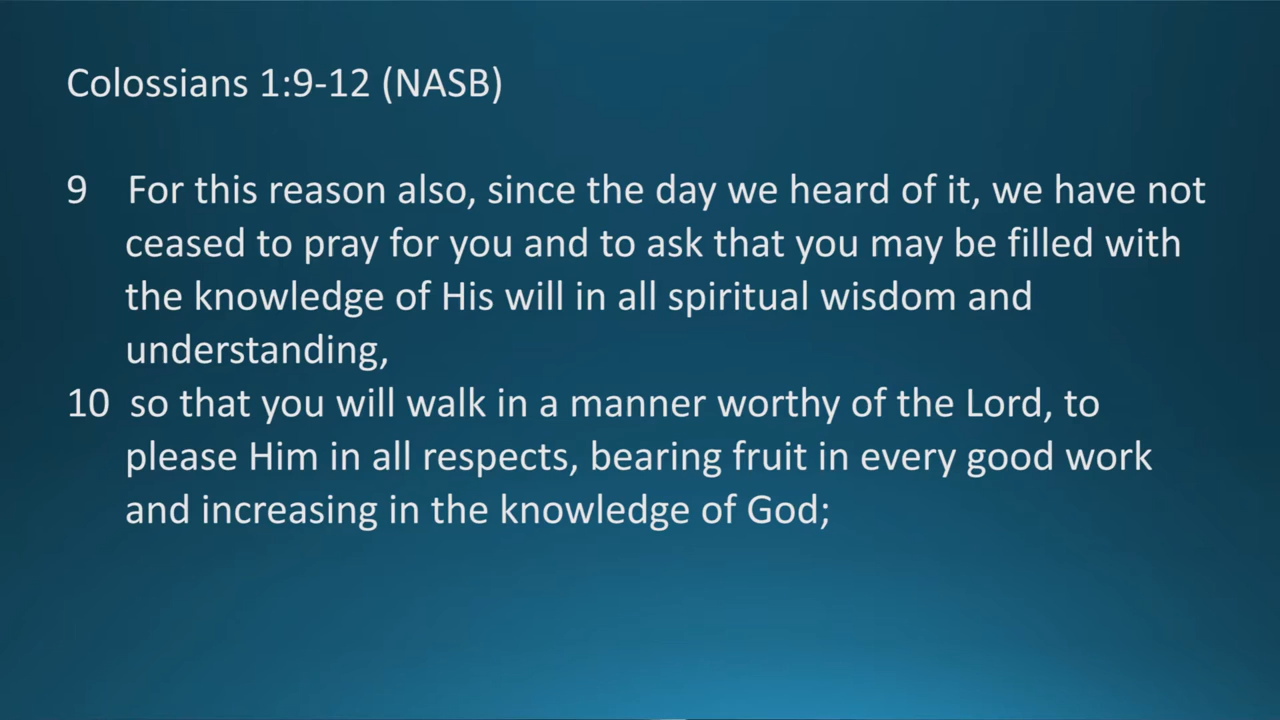 Colossians 1:9-12 (NASB)
9 For this reason also, since the day we heard of it, we have not
ceased to pray for you and to ask that you may be filled with
the knowledge of His will in all spiritual wisdom and
understanding,
10 so that you will walk in a manner worthy of the Lord, to
please Him in all respects, bearing fruit in every good work
and increasing in the knowledge of God;